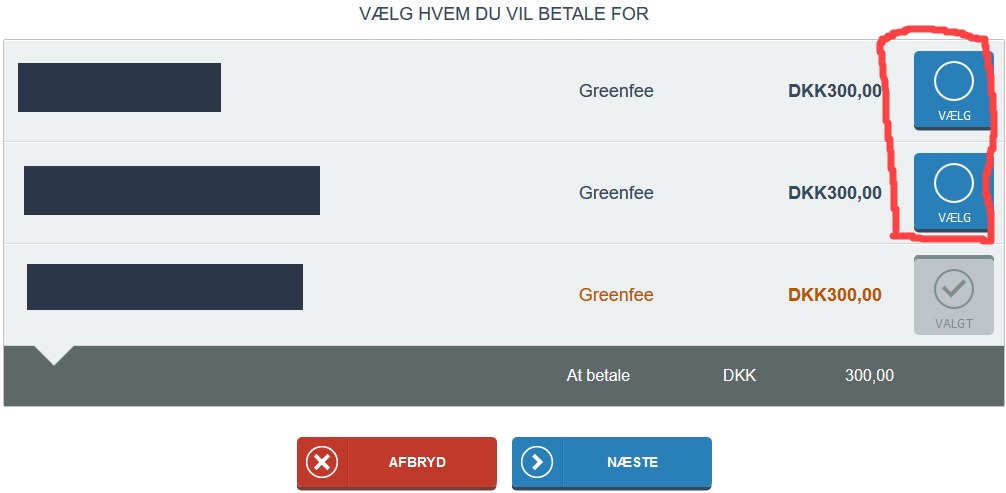 VÆLG HVEM DU VIL BETALE FOR
Greenfee DKK300,00 VÆLG
Greenfee DKK300,00 VÆLG
Greenfee DKK300,00 VALGT
At betale DKK 300,00
AFBRYD NÆSTE